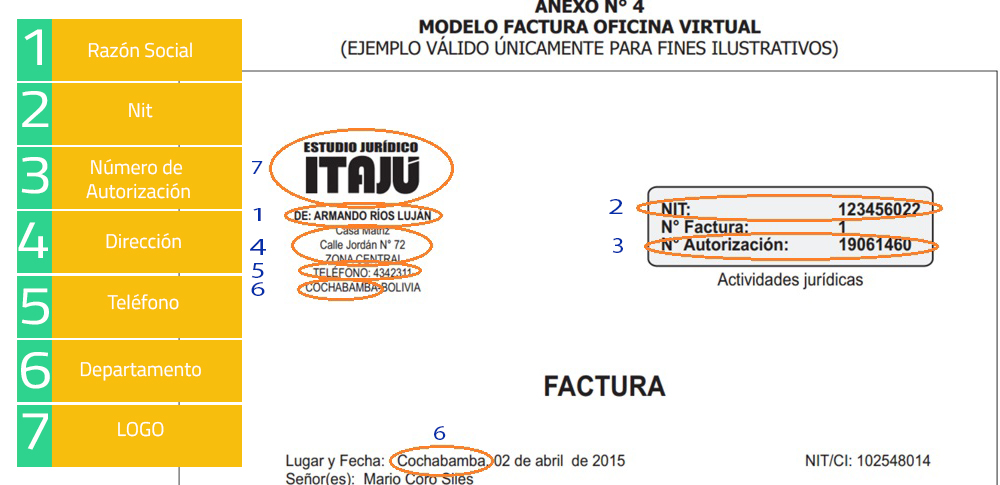 ANEXO N° 4
MODELO FACTURA OFICINA VIRTUAL
(EJEMPLO VÁLIDO ÚNICAMENTE PARA FINES ILUSTRATIVOS)
1 Razón Social
2 Nit
3 Número de
Autorización
4 Dirección
5 Teléfono
6 Departamento
7 LOGO
7
ESTUDIO JURÍDICO
ITAJÚ
1 DE: ARMANDO RÍOS LUJÁN
Casa Matriz
4 Calle Jordán N° 72
ZONA CENTRAL
5 TELÉFONO: 4342311
6 COCHABAMBA-BOLIVIA
2 NIT: 123456022
N° Factura: 1
3 N° Autorización: 19061460
Actividades jurídicas
FACTURA
6
Lugar y Fecha: Cochabamba, 02 de abril de 2015 NIT/CI: 102548014
Señor(es): Mario Coro Siles